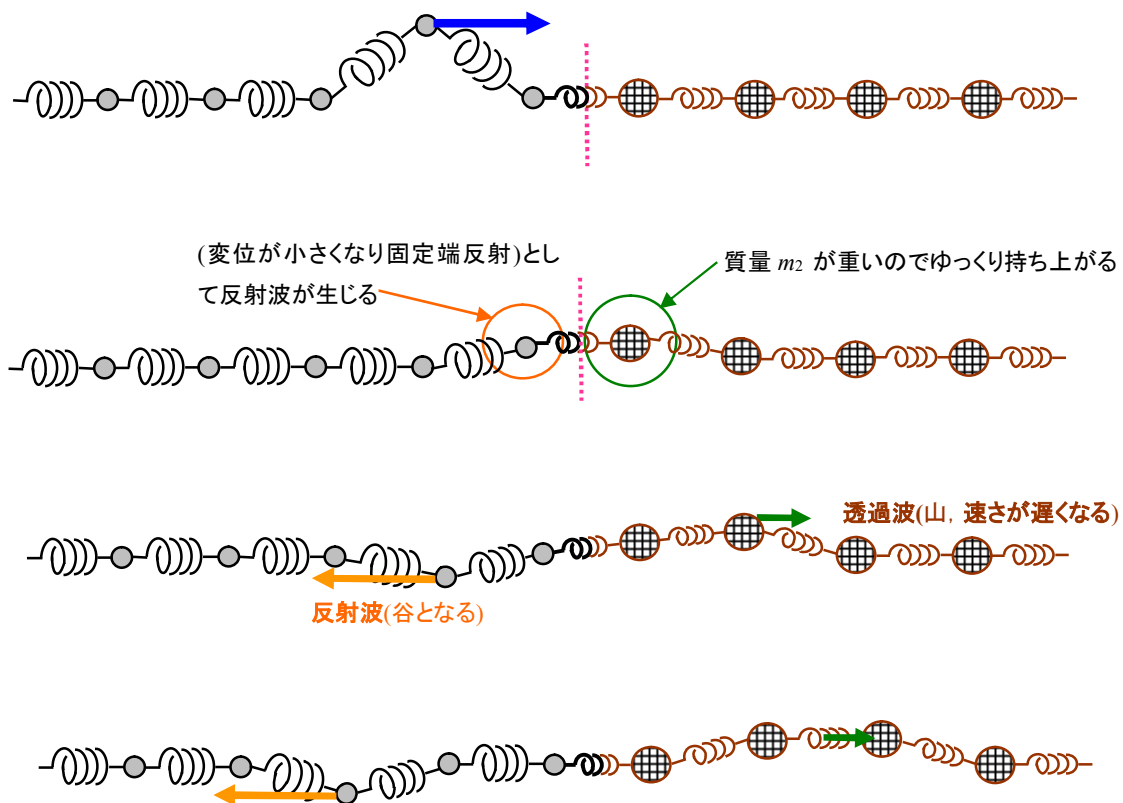 (変位が小さくなり固定端反射)とし
て反射波が生じる
質量 m2 が重いのでゆっくり持ち上がる
透過波(山，速さが遅くなる)
反射波(谷となる)